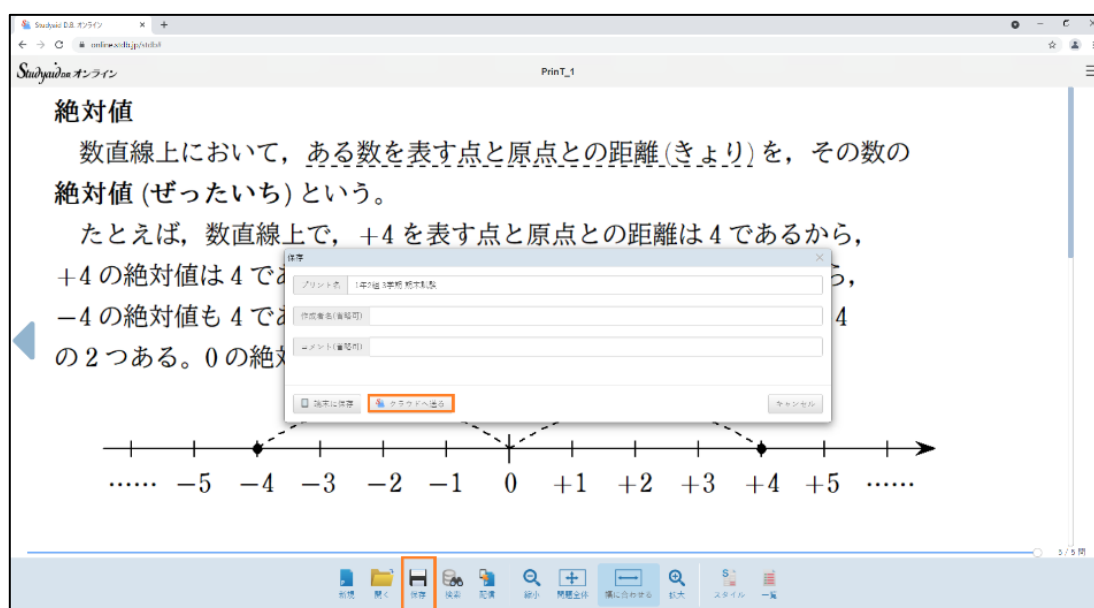 Studyaid D.B. オンライン
online.stdb.jp/stdb#
Studyaid D.B. オンライン
PrinT_1
絶対値
数直線上において，ある数を表す点と原点との距離(きょり)を，その数の
絶対値 (ぜったいち) という。
たとえば，数直線上で，+4 を表す点と原点との距離は 4 であるから，
+4 の絶対値は 4 で
ら，
−4 の絶対値も 4 で
4
の 2 つある。0 の絶
保存
プリント名 1年2組 3学期 期末試験
作成者名(省略可)
コメント(省略可)
端末に保存 クラウドへ送る キャンセル
…… −5 −4 −3 −2 −1 0 +1 +2 +3 +4 +5 ……
5 / 5 問
新規 開く 保存 検索 配信 縮小 問題全体 横に合わせる 拡大 スタイル 一覧